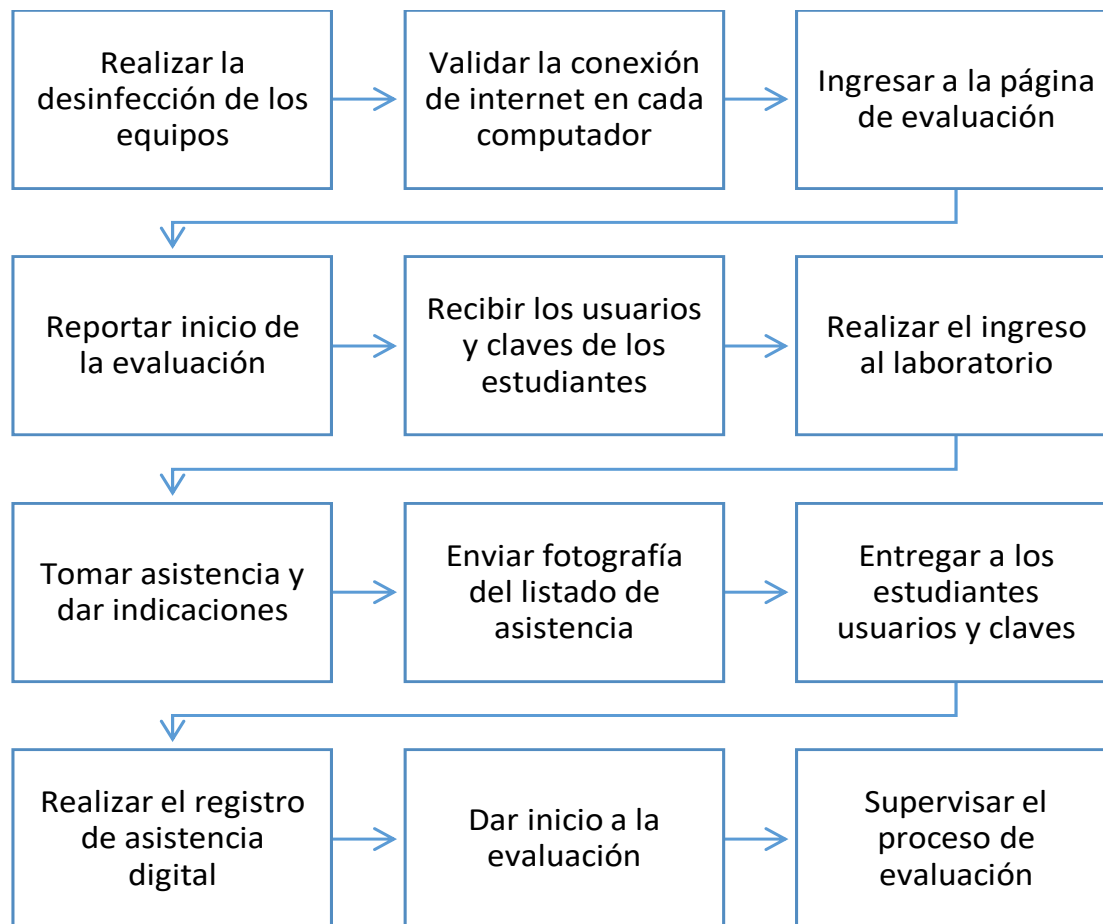 Realizar la
desinfección de los
equipos
Validar la conexión
de internet en cada
computador
Ingresar a la página
de evaluación
Reportar inicio de
la evaluación
Recibir los usuarios
y claves de los
estudiantes
Realizar el ingreso
al laboratorio
Tomar asistencia y
dar indicaciones
Enviar fotografía
del listado de
asistencia
Entregar a los
estudiantes
usuarios y claves
Realizar el registro
de asistencia
digital
Dar inicio a la
evaluación
Supervisar el
proceso de
evaluación